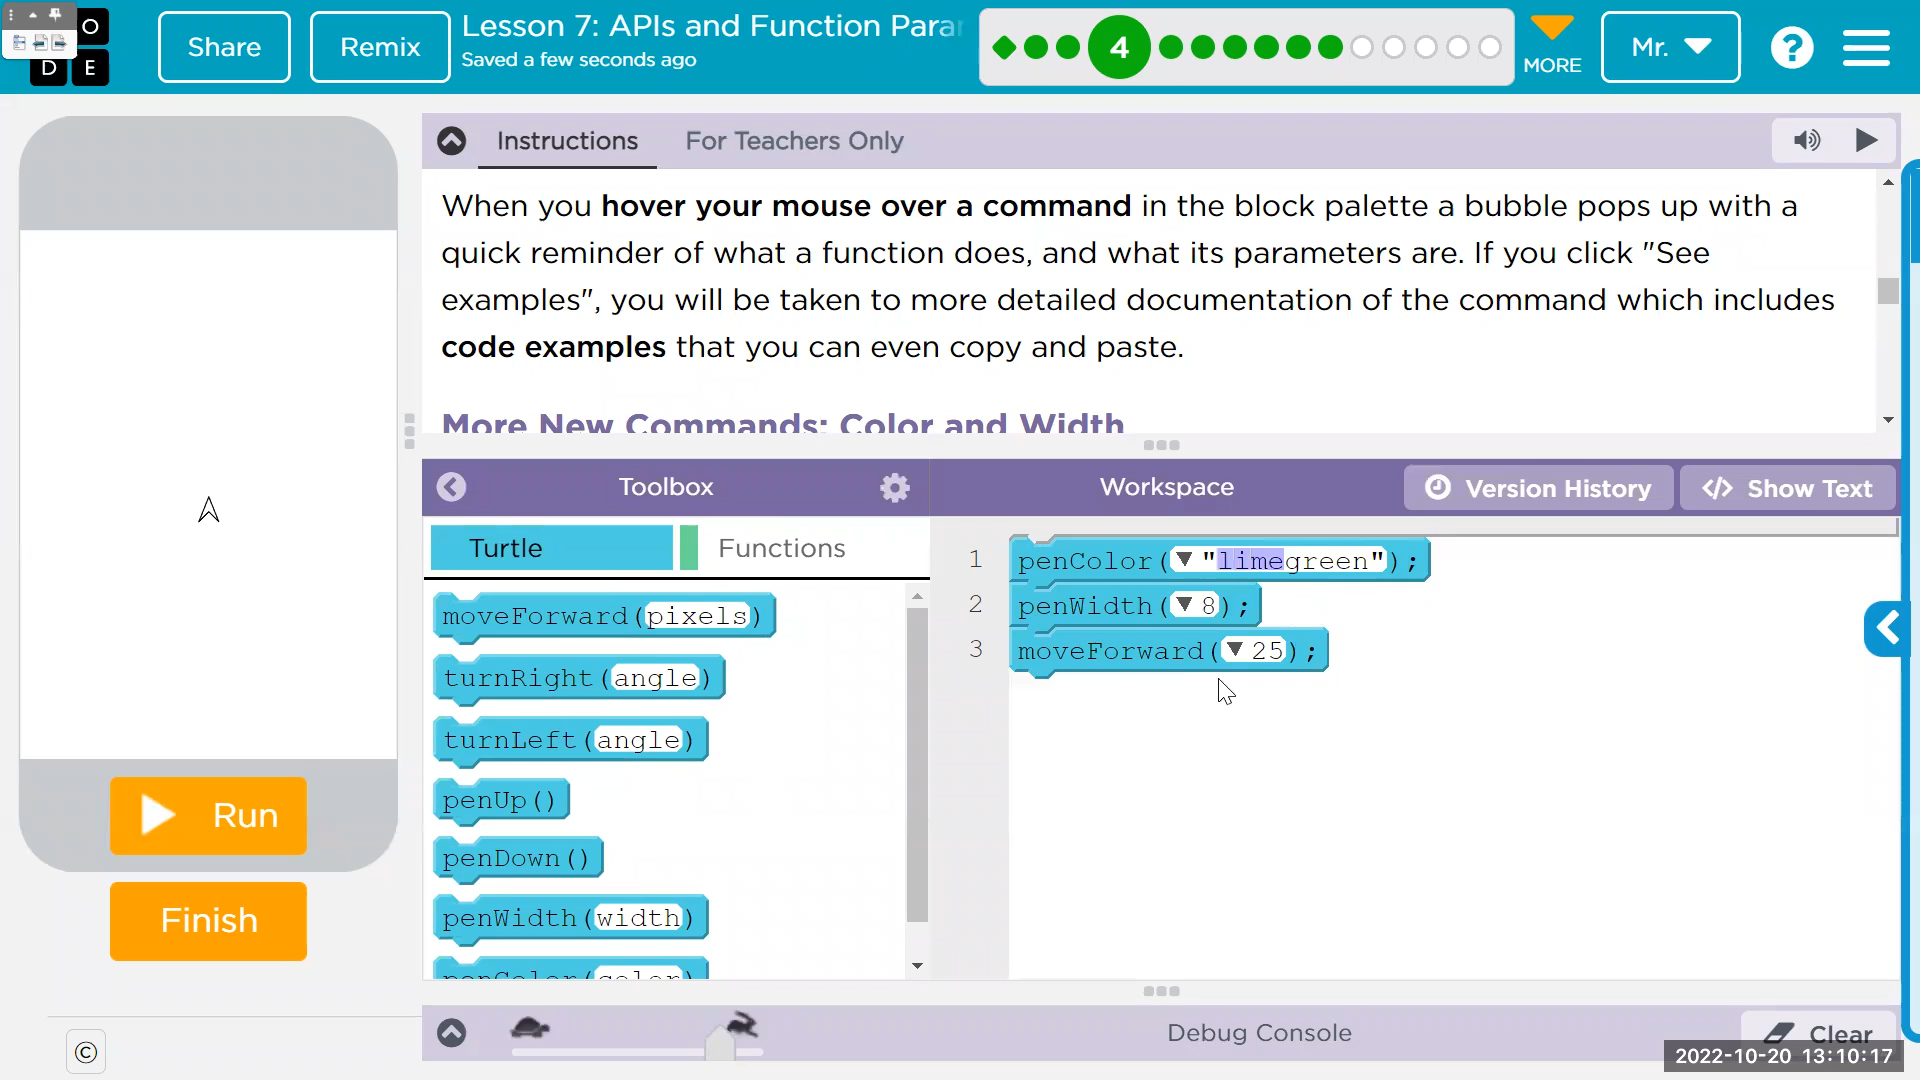 O
D E
Share
Remix
Lesson 7: APIs and Function Para
Saved a few seconds ago
4
MORE
Mr.
?
Instructions
For Teachers Only
When you hover your mouse over a command in the block palette a bubble pops up with a
quick reminder of what a function does, and what its parameters are. If you click "See
examples", you will be taken to more detailed documentation of the command which includes
code examples that you can even copy and paste.
More New Commands: Color and Width
Toolbox
Workspace
Version History
</> Show Text
Turtle
Functions
moveForward(pixels)
turnRight(angle)
turnLeft(angle)
penUp()
penDown()
penWidth(width)
penColor(color)
1 penColor("limegreen");
2 penWidth(8);
3 moveForward(25);
Run
Finish
©
Debug Console
Clear
2022-10-20 13:10:17